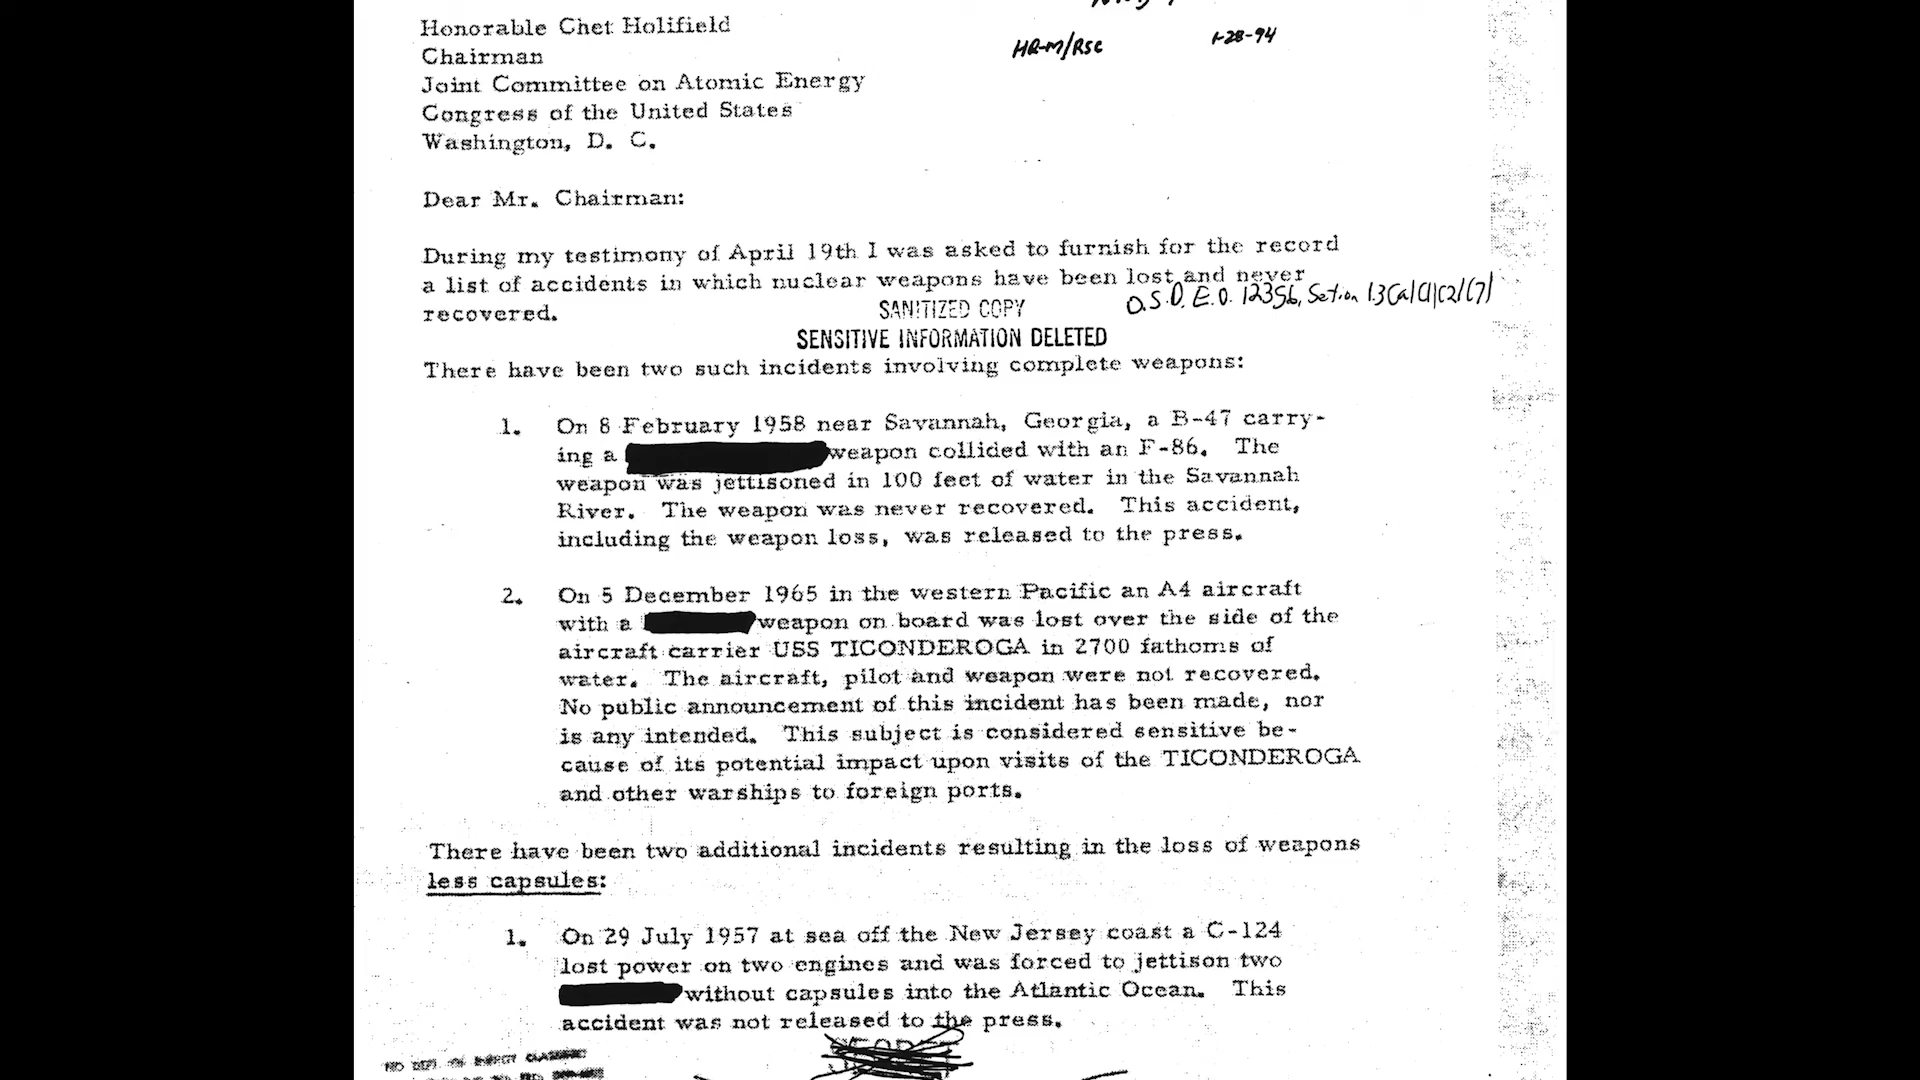 Honorable Chet Holifield
HQ-M/RSC 1-28-94
Chairman
Joint Committee on Atomic Energy
Congress of the United States
Washington, D. C.
Dear Mr. Chairman:
During my testimony of April 19th I was asked to furnish for the record
a list of accidents in which nuclear weapons have been lost and never
recovered.
SANITIZED COPY
O.S.D. E.O. 12356, Section 1.3
SENSITIVE INFORMATION DELETED
There have been two such incidents involving complete weapons:
1. On 8 February 1958 near Savannah, Georgia, a B-47 carry-
ing a weapon collided with an F-86. The
weapon was jettisoned in 100 feet of water in the Savannah
River. The weapon was never recovered. This accident,
including the weapon loss, was released to the press.
2. On 5 December 1965 in the western Pacific an A4 aircraft
with a weapon on board was lost over the side of the
aircraft carrier USS TICONDEROGA in 2700 fathoms of
water. The aircraft, pilot and weapon were not recovered.
No public announcement of this incident has been made, nor
is any intended. This subject is considered sensitive be-
cause of its potential impact upon visits of the TICONDEROGA
and other warships to foreign ports.
There have been two additional incidents resulting in the loss of weapons
less capsules:
1. On 29 July 1957 at sea off the New Jersey coast a C-124
lost power on two engines and was forced to jettison two
without capsules into the Atlantic Ocean. This
accident was not released to the press.